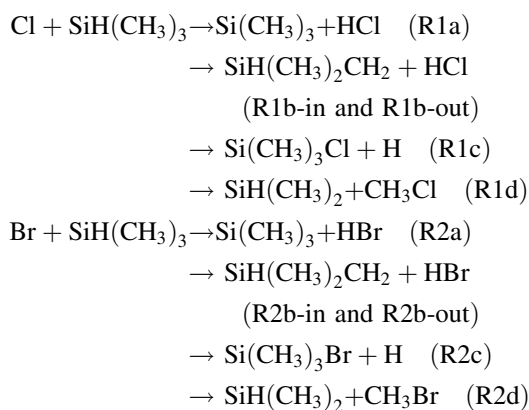 Cl + SiH(CH₃)₃→Si(CH₃)₃+HCl (R1a)
→ SiH(CH₃)₂CH₂ + HCl
(R1b-in and R1b-out)
→ Si(CH₃)₃Cl + H (R1c)
→ SiH(CH₃)₂+CH₃Cl (R1d)
Br + SiH(CH₃)₃→Si(CH₃)₃+HBr (R2a)
→ SiH(CH₃)₂CH₂ + HBr
(R2b-in and R2b-out)
→ Si(CH₃)₃Br + H (R2c)
→ SiH(CH₃)₂+CH₃Br (R2d)